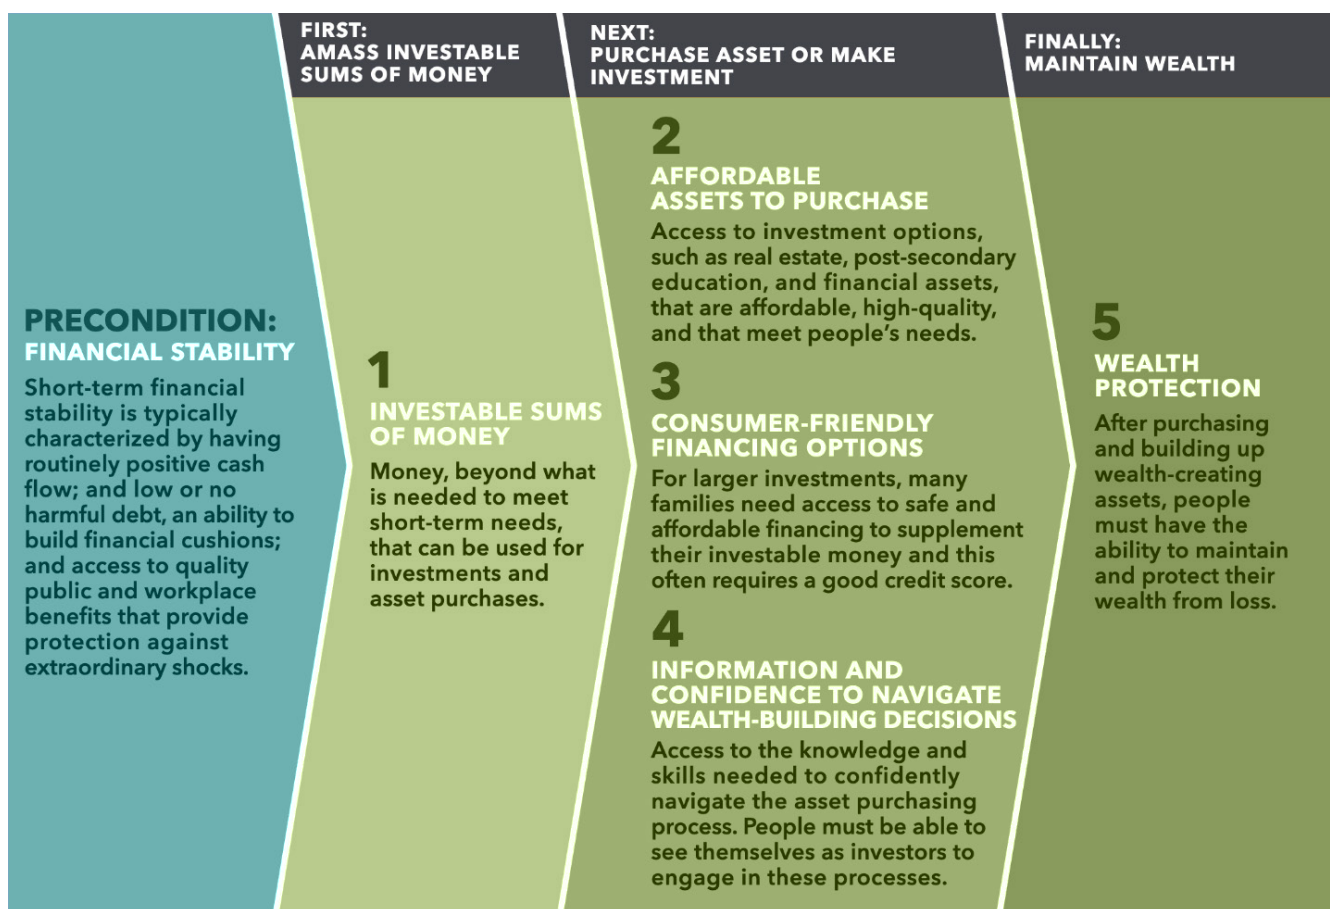 PRECONDITION:
FINANCIAL STABILITY
Short-term financial
stability is typically
characterized by having
routinely positive cash
flow; and low or no
harmful debt, an ability to
build financial cushions;
and access to quality
public and workplace
benefits that provide
protection against
extraordinary shocks.
FIRST:
AMASS INVESTABLE
SUMS OF MONEY
1
INVESTABLE SUMS
OF MONEY
Money, beyond what
is needed to meet
short-term needs,
that can be used for
investments and
asset purchases.
NEXT:
PURCHASE ASSET OR MAKE
INVESTMENT
2
AFFORDABLE
ASSETS TO PURCHASE
Access to investment options,
such as real estate, post-secondary
education, and financial assets,
that are affordable, high-quality,
and that meet people's needs.
3
CONSUMER-FRIENDLY
FINANCING OPTIONS
For larger investments, many
families need access to safe and
affordable financing to supplement
their investable money and this
often requires a good credit score.
4
INFORMATION AND
CONFIDENCE TO NAVIGATE
WEALTH-BUILDING DECISIONS
Access to the knowledge and
skills needed to confidently
navigate the asset purchasing
process. People must be able to
see themselves as investors to
engage in these processes.
FINALLY:
MAINTAIN WEALTH
5
WEALTH
PROTECTION
After purchasing
and building up
wealth-creating
assets, people
must have the
ability to maintain
and protect their
wealth from loss.